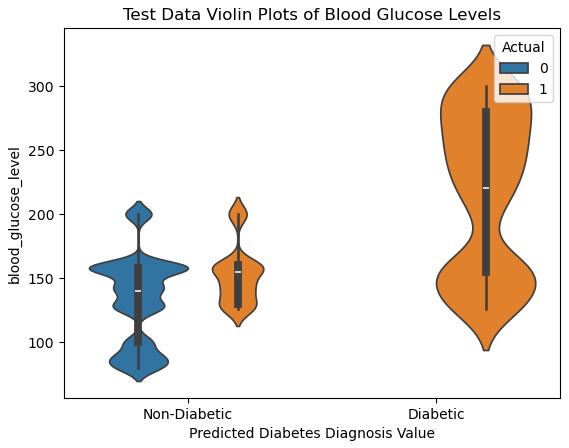 Test Data Violin Plots of Blood Glucose Levels
Actual
0
1
300
250
200
150
100
blood_glucose_level
Non-Diabetic
Diabetic
Predicted Diabetes Diagnosis Value